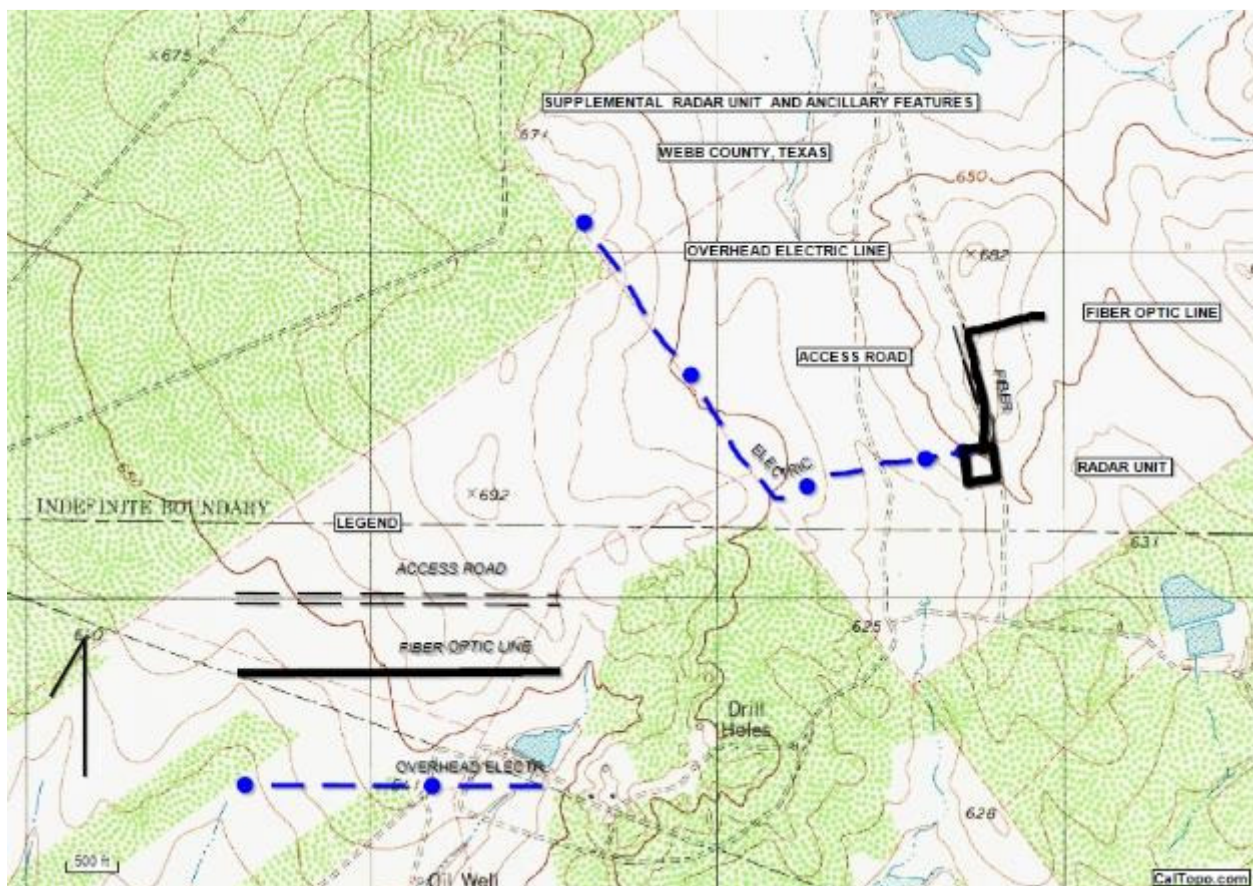 ×675
SUPPLEMENTAL RADAR UNIT AND ANCILLARY FEATURES
671
WEBB COUNTY, TEXAS
650
OVERHEAD ELECTRIC LINE
×682
FIBER OPTIC LINE
ACCESS ROAD
FIBER
ELECTRIC
RADAR UNIT
650
×692
INDEFINITE BOUNDARY
LEGEND
631
ACCESS ROAD
625
FIBER OPTIC LINE
Drill
Holes
OVERHEAD ELECTR
628
500 ft
Oil Well
CalTopo.com